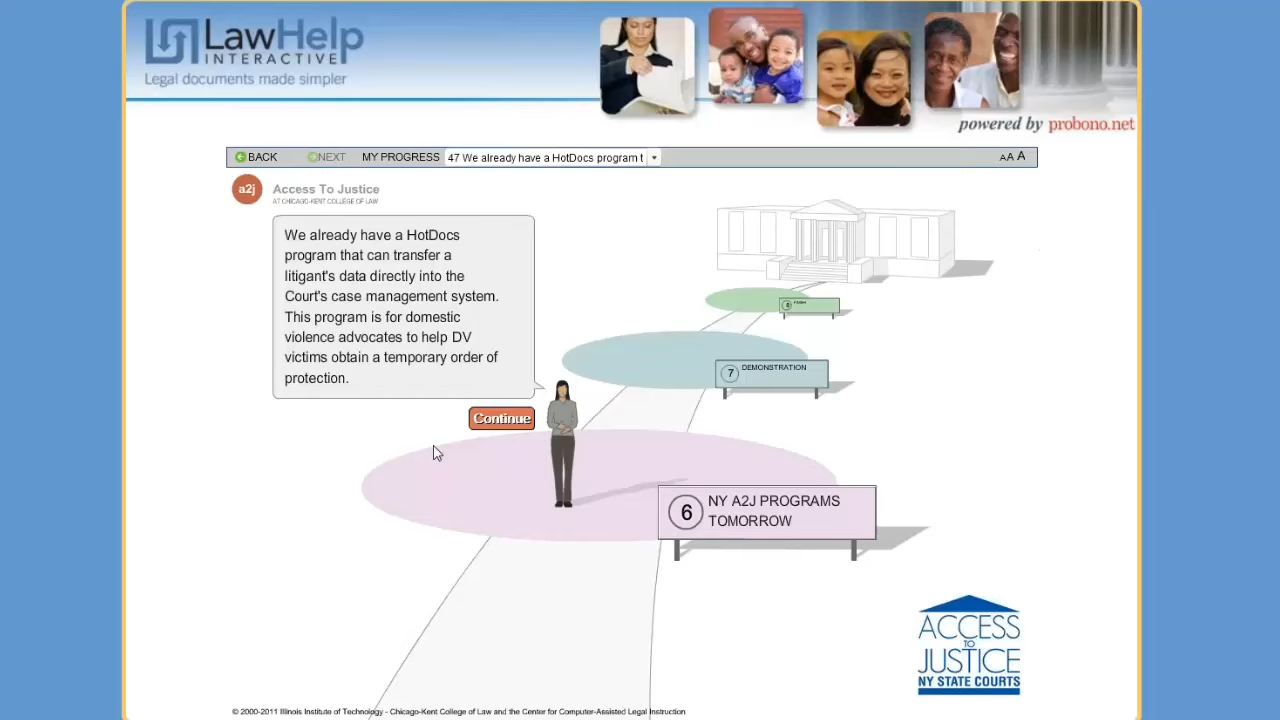 LawHelp
INTERACTIVE
Legal documents made simpler
powered by probono.net
BACK
NEXT
MY PROGRESS
47 We already have a HotDocs program t
AAA
a2j
Access To Justice
AT CHICAGO-KENT COLLEGE OF LAW
We already have a HotDocs
program that can transfer a
litigant's data directly into the
Court's case management system.
This program is for domestic
violence advocates to help DV
victims obtain a temporary order of
protection.
Continue
7 DEMONSTRATION
6 NY A2J PROGRAMS
TOMORROW
ACCESS
TO
JUSTICE
NY STATE COURTS
© 2000-2011 Illinois Institute of Technology - Chicago-Kent College of Law and the Center for Computer-Assisted Legal Instruction